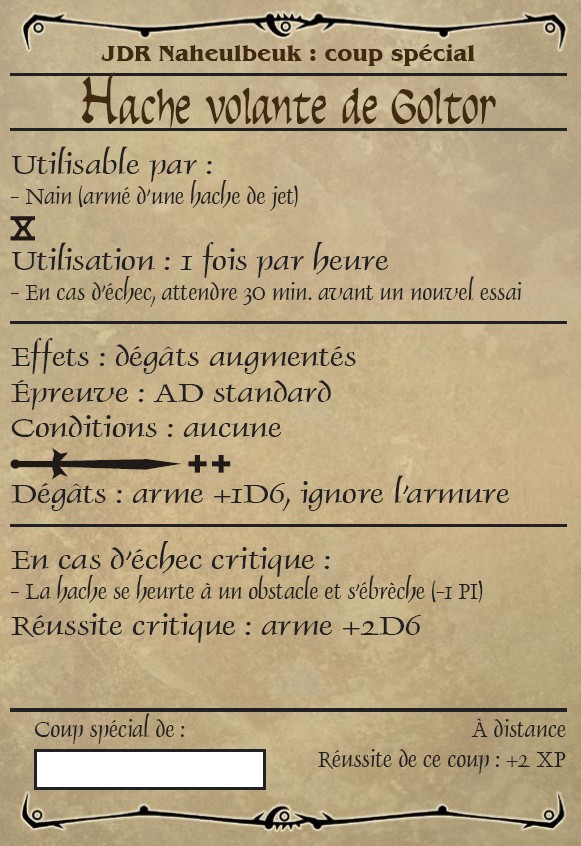 JDR Naheulbeuk : coup spécial
Hache volante de Goltor
Utilisable par :
- Nain (armé d'une hache de jet)
Utilisation : 1 fois par heure
- En cas d'échec, attendre 30 min. avant un nouvel essai
Effets : dégâts augmentés
Épreuve : AD standard
Conditions : aucune
++
Dégâts : arme +1D6, ignore l'armure
En cas d'échec critique :
- La hache se heurte à un obstacle et s'ébrèche (-1 PI)
Réussite critique : arme +2D6
Coup spécial de :
À distance
Réussite de ce coup : +2 XP